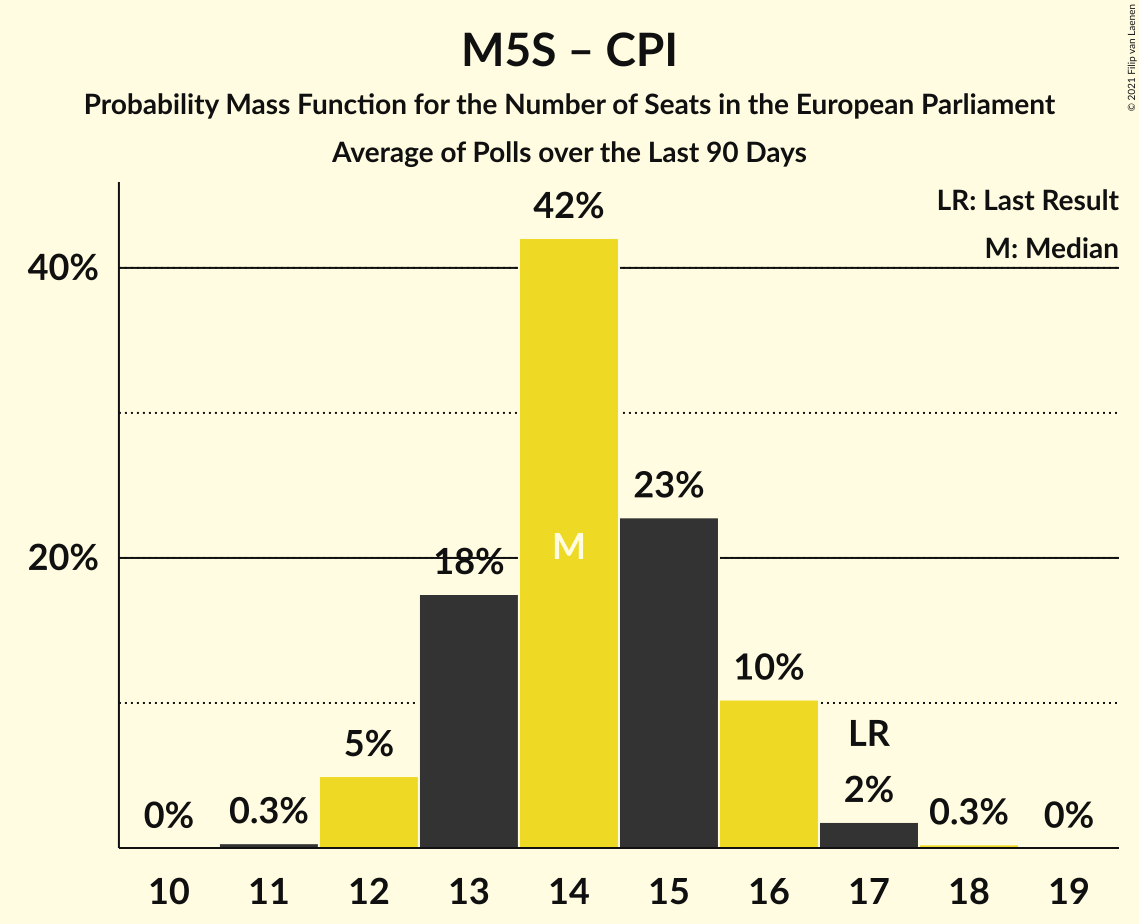 M5S – CPI
Probability Mass Function for the Number of Seats in the European Parliament
Average of Polls over the Last 90 Days
© 2021 Filip van Laenen
LR: Last Result
M: Median
40%
20%
0%
0.3%
5%
18%
42%
M
23%
10%
LR
2%
0.3%
0%
10 11 12 13 14 15 16 17 18 19